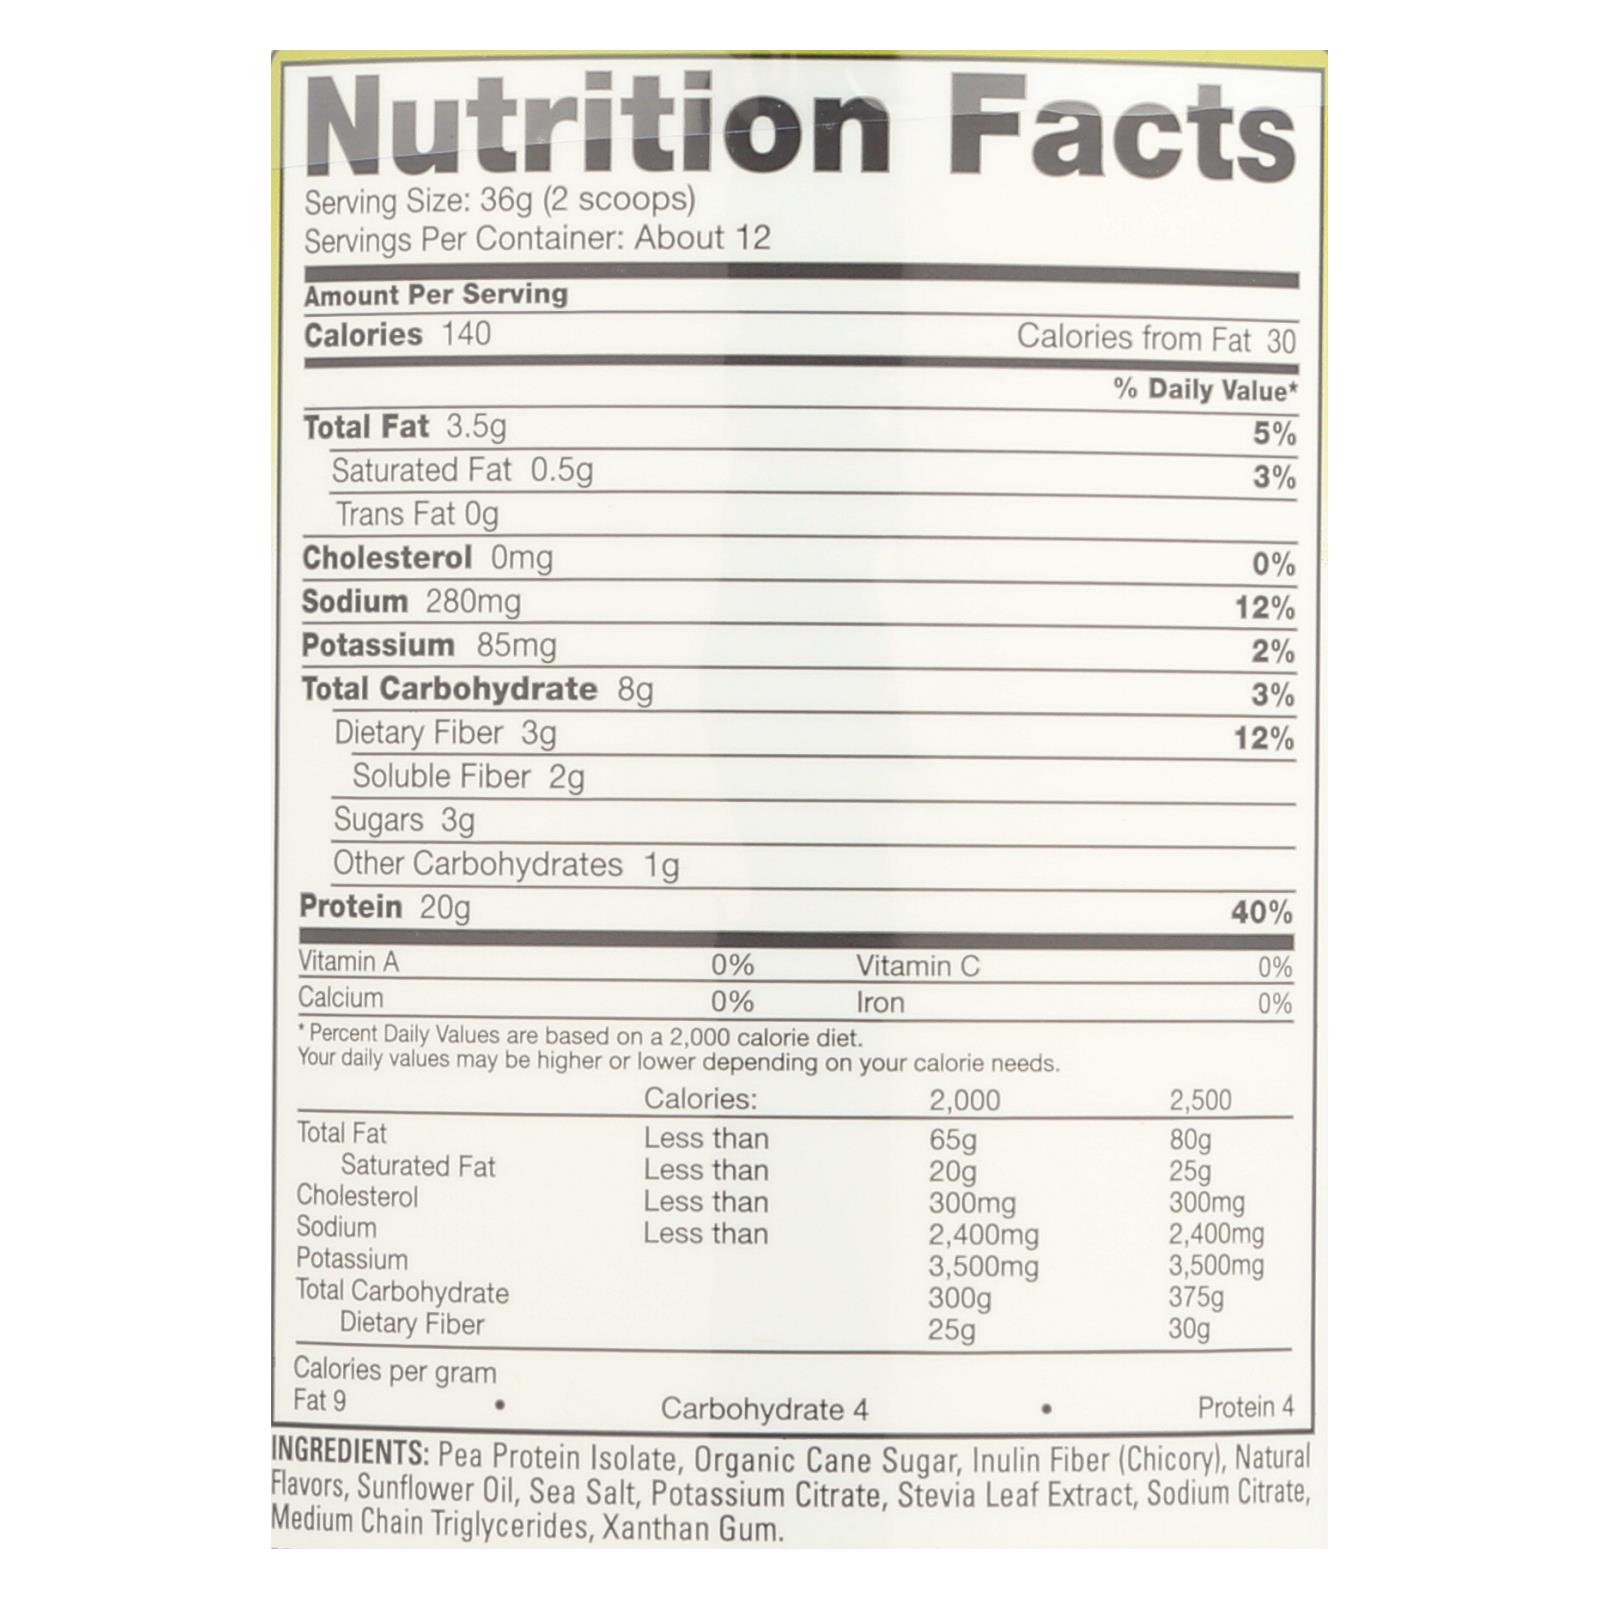 Nutrition Facts
Serving Size: 36g (2 scoops)
Servings Per Container: About 12
Amount Per Serving
Calories 140 Calories from Fat 30
% Daily Value*
Total Fat 3.5g 5%
Saturated Fat 0.5g 3%
Trans Fat 0g
Cholesterol 0mg 0%
Sodium 280mg 12%
Potassium 85mg 2%
Total Carbohydrate 8g 3%
Dietary Fiber 3g 12%
Soluble Fiber 2g
Sugars 3g
Other Carbohydrates 1g
Protein 20g 40%
Vitamin A 0% Vitamin C 0%
Calcium 0% Iron 0%
* Percent Daily Values are based on a 2,000 calorie diet.
Your daily values may be higher or lower depending on your calorie needs.
Calories: 2,000 2,500
Total Fat Less than 65g 80g
Saturated Fat Less than 20g 25g
Cholesterol Less than 300mg 300mg
Sodium Less than 2,400mg 2,400mg
Potassium 3,500mg 3,500mg
Total Carbohydrate 300g 375g
Dietary Fiber 25g 30g
Calories per gram
Fat 9 • Carbohydrate 4 • Protein 4
INGREDIENTS: Pea Protein Isolate, Organic Cane Sugar, Inulin Fiber (Chicory), Natural
Flavors, Sunflower Oil, Sea Salt, Potassium Citrate, Stevia Leaf Extract, Sodium Citrate,
Medium Chain Triglycerides, Xanthan Gum.